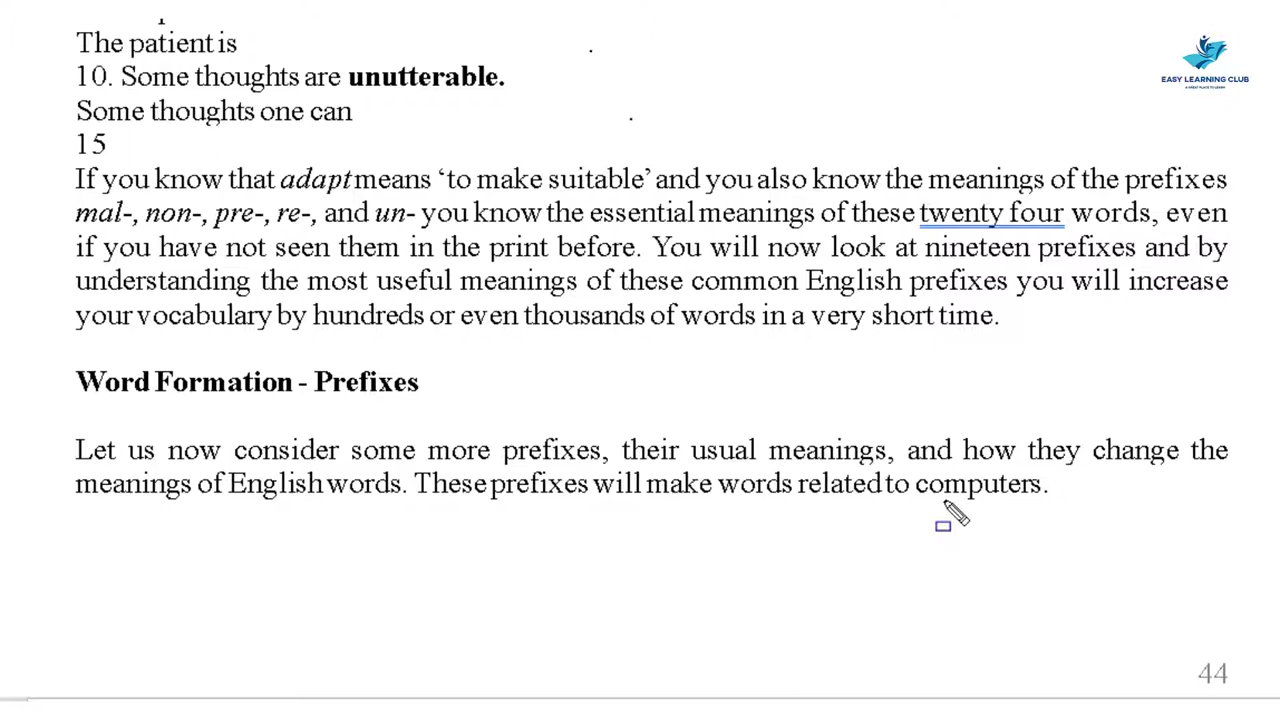 The patient is .
10. Some thoughts are unutterable.
Some thoughts one can .
15
If you know that adapt means ‘to make suitable’ and you also know the meanings of the prefixes
mal-, non-, pre-, re-, and un- you know the essential meanings of these twenty four words, even
if you have not seen them in the print before. You will now look at nineteen prefixes and by
understanding the most useful meanings of these common English prefixes you will increase
your vocabulary by hundreds or even thousands of words in a very short time.
Word Formation - Prefixes
Let us now consider some more prefixes, their usual meanings, and how they change the
meanings of English words. These prefixes will make words related to computers.
44
EASY LEARNING CLUB
A GREAT PLACE TO LEARN